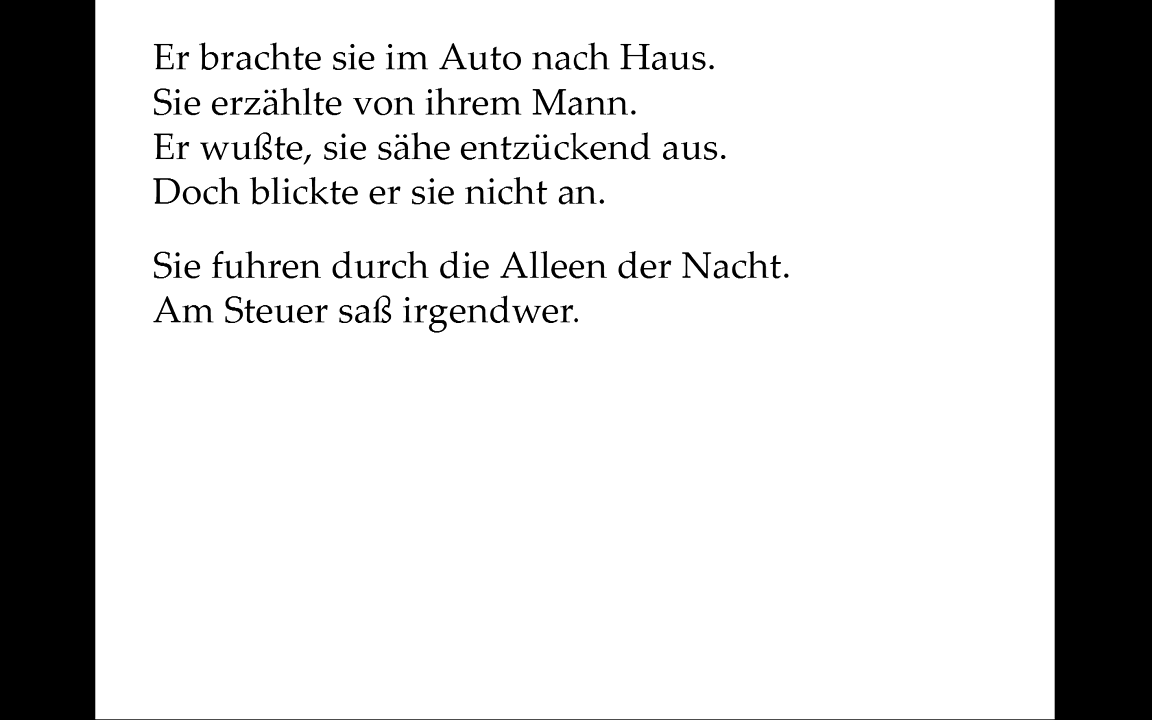 Er brachte sie im Auto nach Haus.
Sie erzählte von ihrem Mann.
Er wußte, sie sähe entzückend aus.
Doch blickte er sie nicht an.
Sie fuhren durch die Alleen der Nacht.
Am Steuer saß irgendwer.